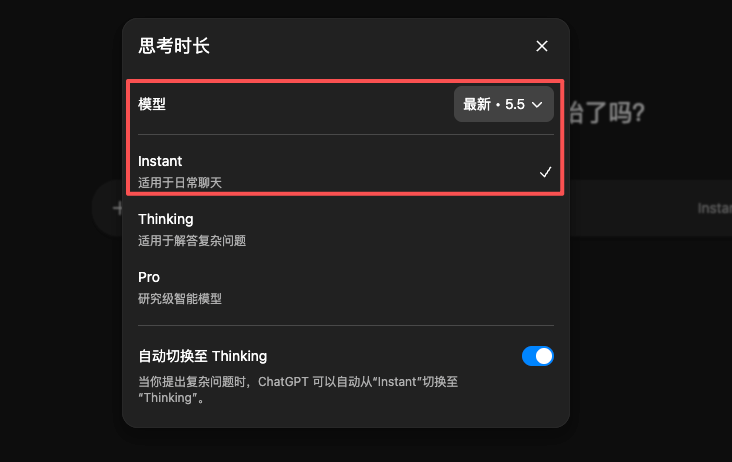 思考时长
模型
最新 • 5.5
始了吗?
Instant
适用于日常聊天
Thinking
适用于解答复杂问题
Pro
研究级智能模型
自动切换至 Thinking
当你提出复杂问题时，ChatGPT 可以自动从“Instant”切换至
“Thinking”。